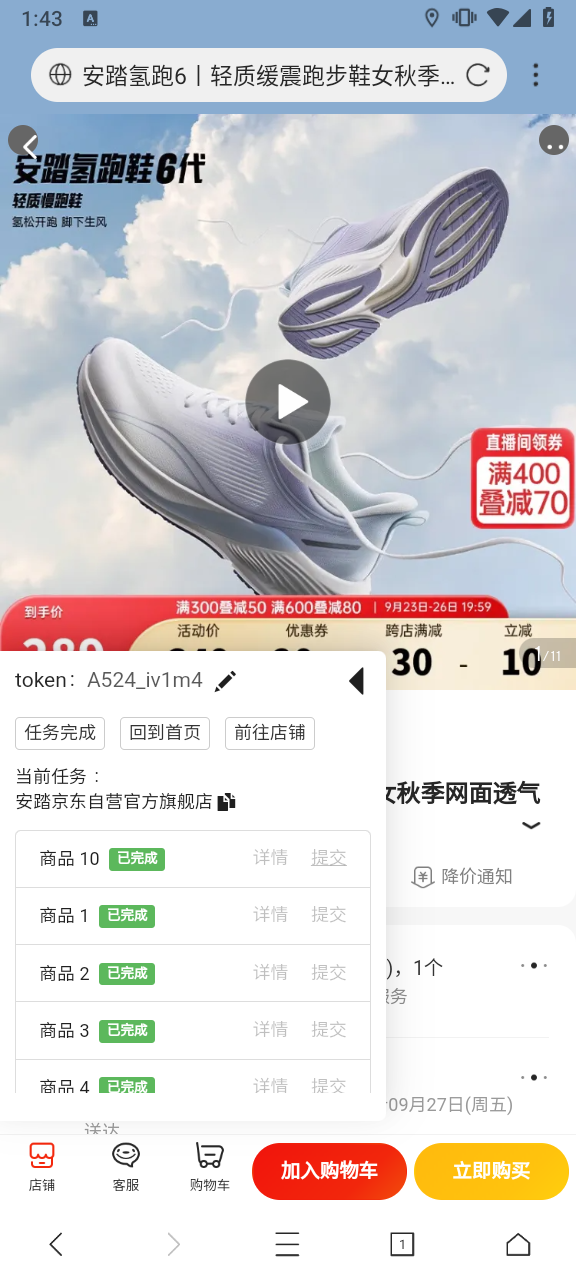 1:43
A
安踏氢跑6丨轻质缓震跑步鞋女秋季...
安踏氢跑鞋6代
轻质慢跑鞋
氢松开跑 脚下生风
直播间领券
满400
叠减70
到手价
满300叠减50 满600叠减80 | 9月23日-26日 19:59
活动价 优惠券 跨店满减 立减
30 - 10
1/11
token: A524_iv1m4
任务完成 回到首页 前往店铺
当前任务：
安踏京东自营官方旗舰店
女秋季网面透气
降价通知
商品 10 已完成 详情 提交
商品 1 已完成 详情 提交
商品 2 已完成 详情 提交
商品 3 已完成 详情 提交
商品 4 已完成 详情 提交
)，1个
服务
09月27日(周五)
送达
店铺 客服 购物车 加入购物车 立即购买
1